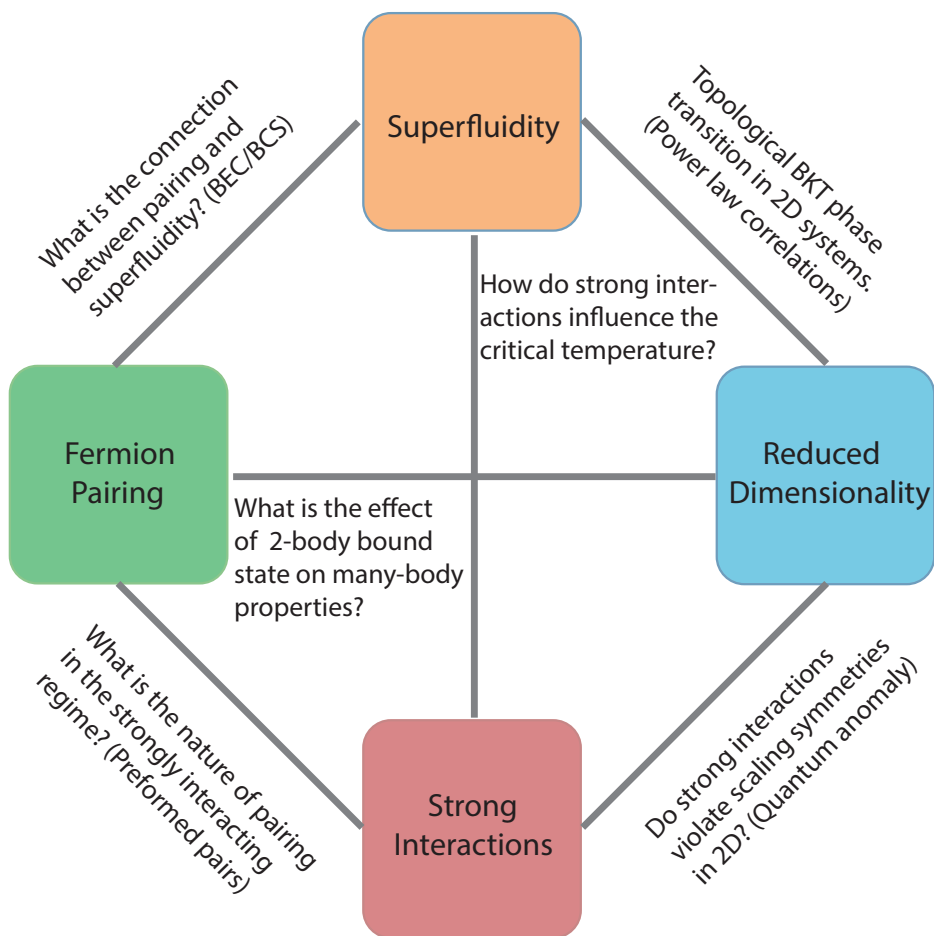 Superfluidity
What is the connection
between pairing and
superfluidity? (BEC/BCS)
Topological BKT phase
transition in 2D systems.
(Power law correlations)
How do strong inter-
actions influence the
critical temperature?
Fermion
Pairing
Reduced
Dimensionality
What is the effect
of 2-body bound
state on many-body
properties?
What is the nature of pairing
in the strongly interacting
regime? (Preformed pairs)
Strong
Interactions
Do strong interactions
violate scaling symmetries
in 2D? (Quantum anomaly)